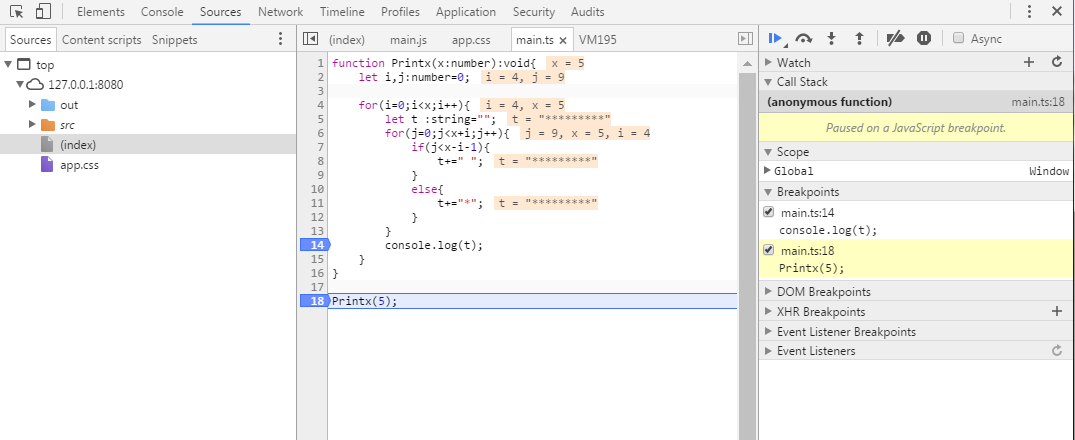 Elements Console Sources Network Timeline Profiles Application Security Audits
Sources Content scripts Snippets
top
127.0.0.1:8080
out
src
(index)
app.css
(index) main.js app.css main.ts VM195
1 function Printx(x:number):void{ x = 5
2 let i,j:number=0; i = 4, j = 9
3
4 for(i=0;i<x;i++){ i = 4, x = 5
5 let t :string=""; t = "*********"
6 for(j=0;j<x+i;j++){ j = 9, x = 5, i = 4
7 if(j<x-i-1){
8 t+=" "; t = "*********"
9 }
10 else{
11 t+="*"; t = "*********"
12 }
13 }
14 console.log(t);
15 }
16 }
17
18 Printx(5);
Async
Watch
Call Stack
(anonymous function) main.ts:18
Paused on a JavaScript breakpoint.
Scope
Global Window
Breakpoints
main.ts:14
console.log(t);
main.ts:18
Printx(5);
DOM Breakpoints
XHR Breakpoints
Event Listener Breakpoints
Event Listeners